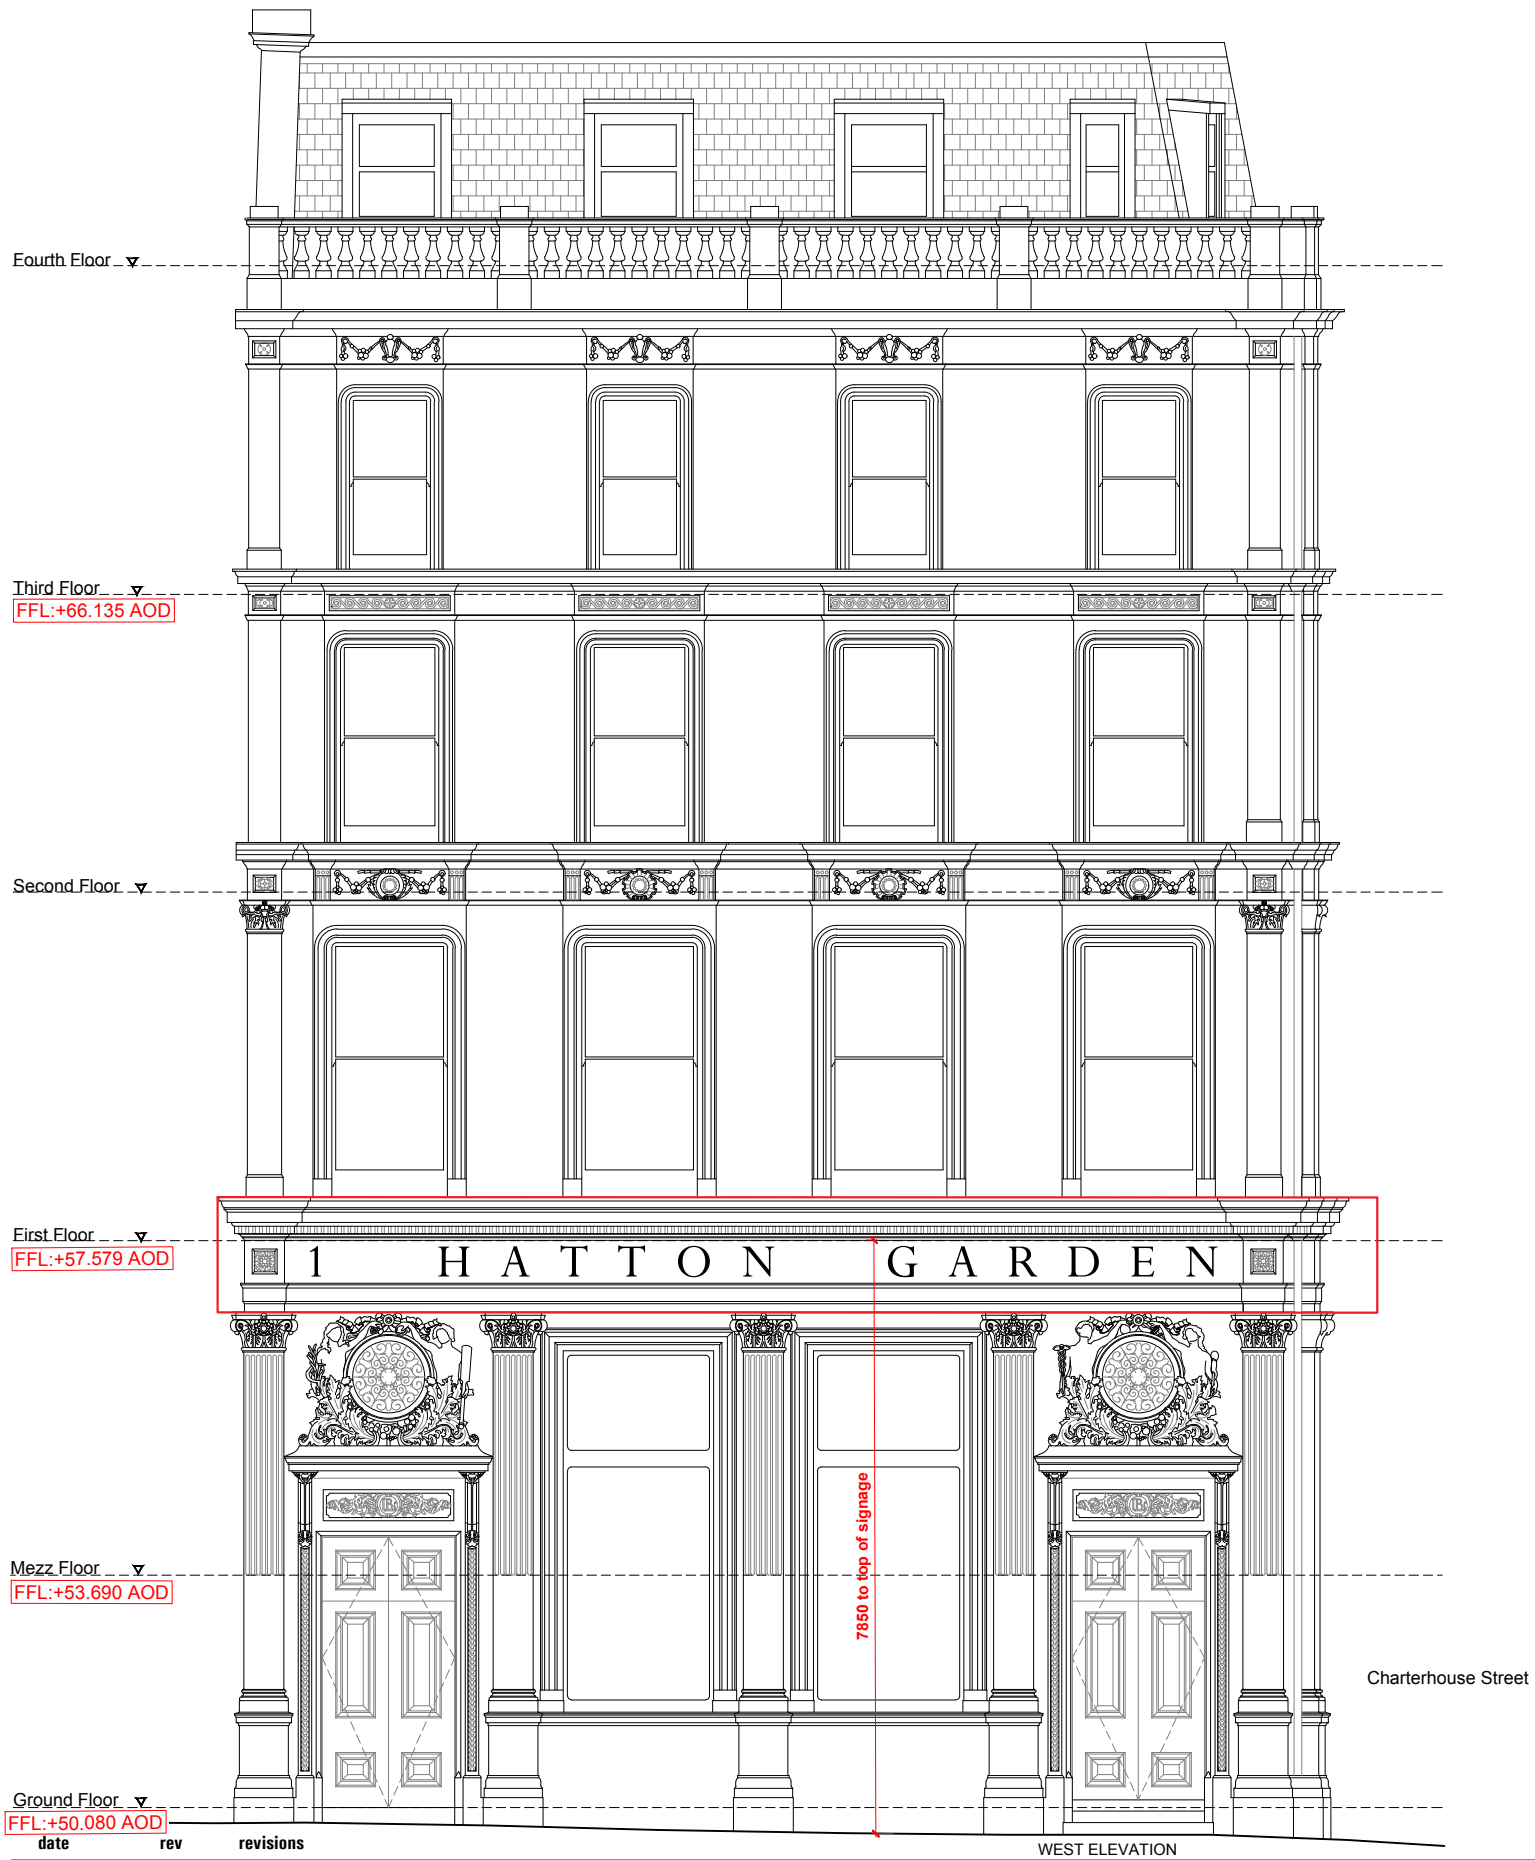 Fourth Floor
Third Floor
FFL:+66.135 AOD
Second Floor
First Floor
FFL:+57.579 AOD
1 HATTON GARDEN
7850 to top of signage
Mezz Floor
FFL:+53.690 AOD
Charterhouse Street
Ground Floor
FFL:+50.080 AOD
date rev revisions
WEST ELEVATION